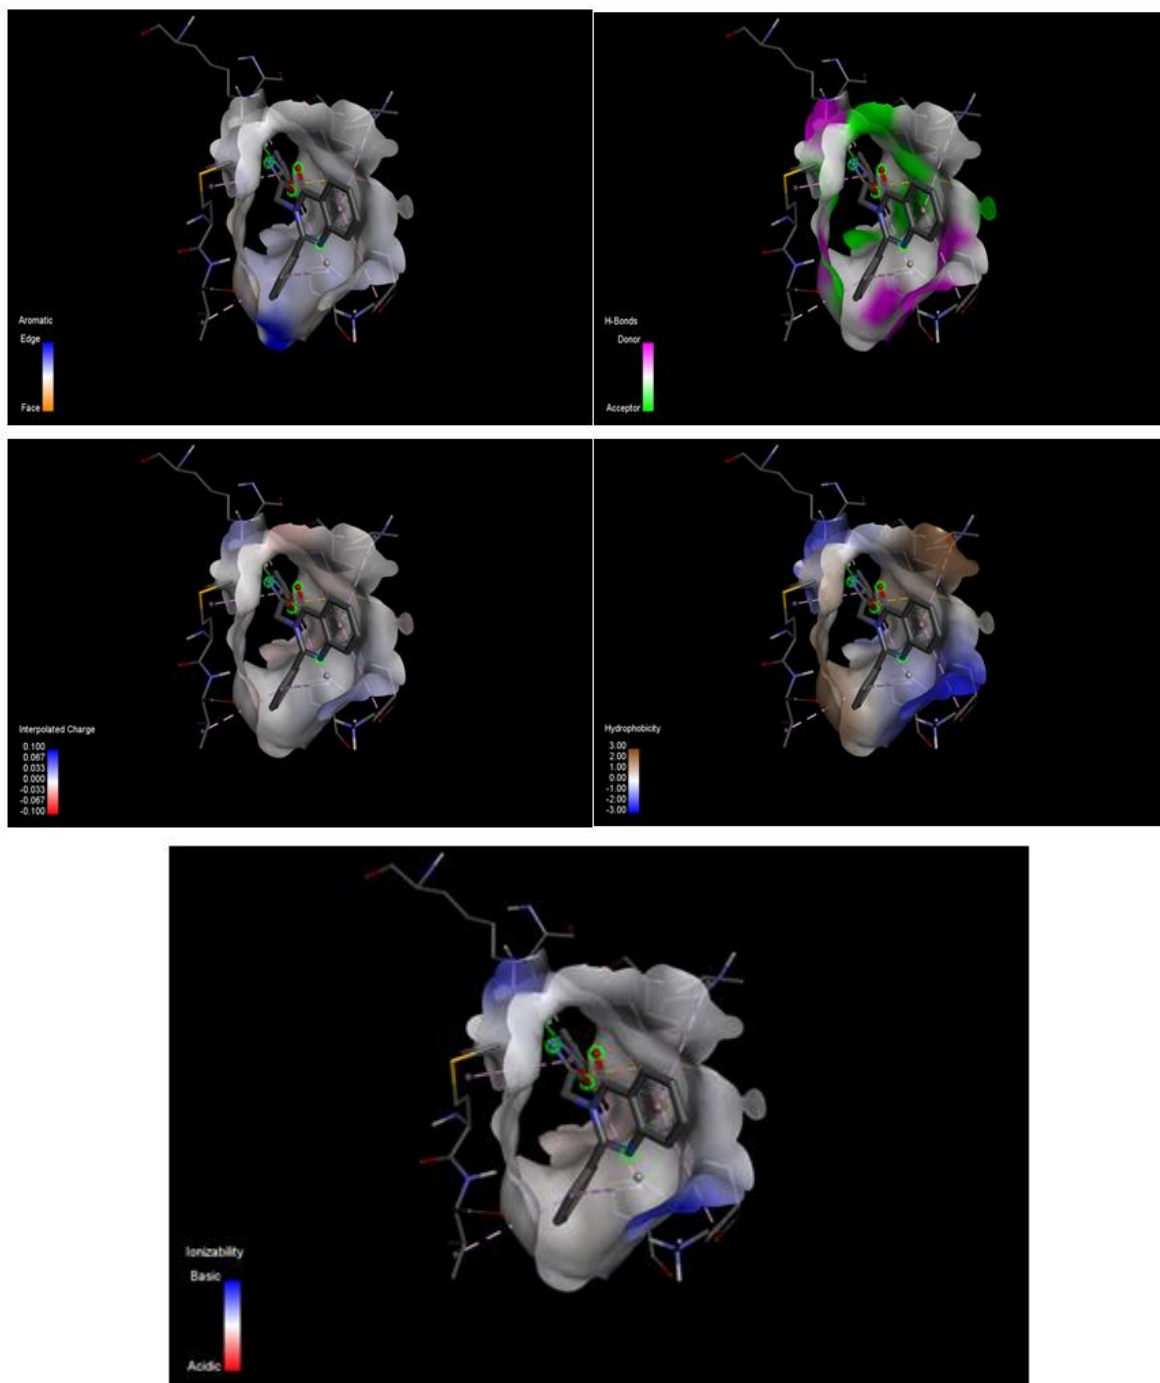 Aromatic
Edge
Face
H-Bonds
Donor
Acceptor
Interpolated Charge
0.100
0.067
0.033
0.000
-0.033
-0.067
-0.100
Hydrophobicity
3.00
2.00
1.00
0.00
-1.00
-2.00
-3.00
Ionizability
Basic
Acidic